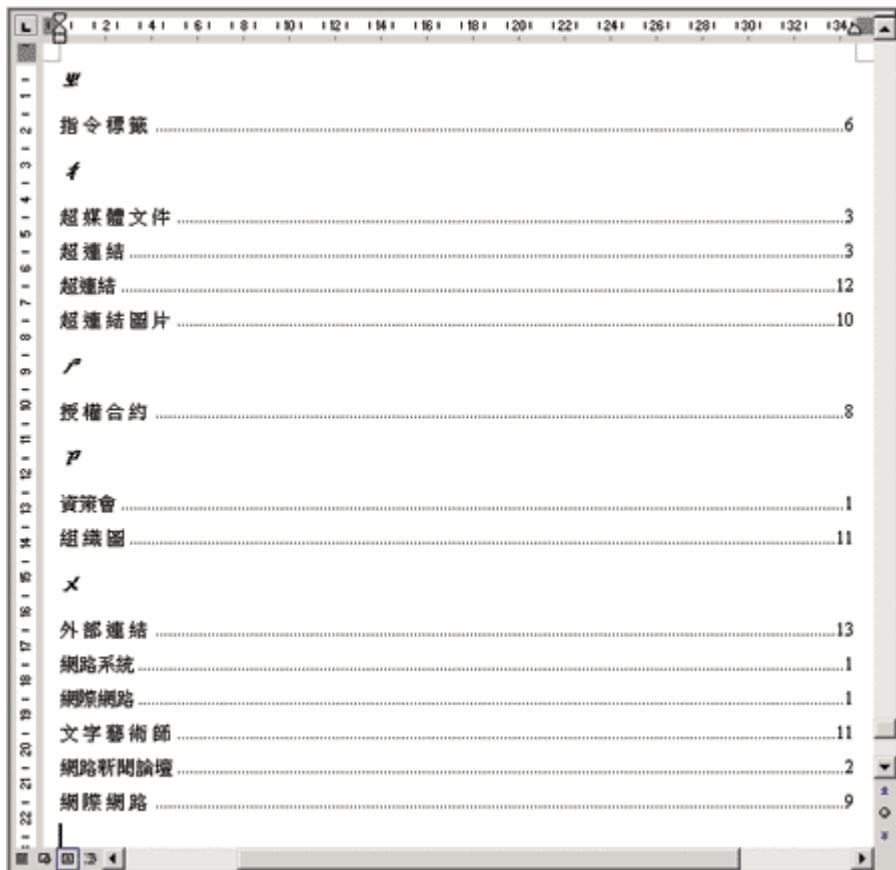 ㄓ
指令標籤 6
ㄔ
超媒體文件 3
超連結 3
超連結 12
超連結圖片 10
ㄕ
授權合約 8
ㄗ
資策會 1
組織圖 11
ㄨ
外部連結 13
網路系統 1
網際網路 1
文字藝術師 11
網路新聞論壇 2
網際網路 9